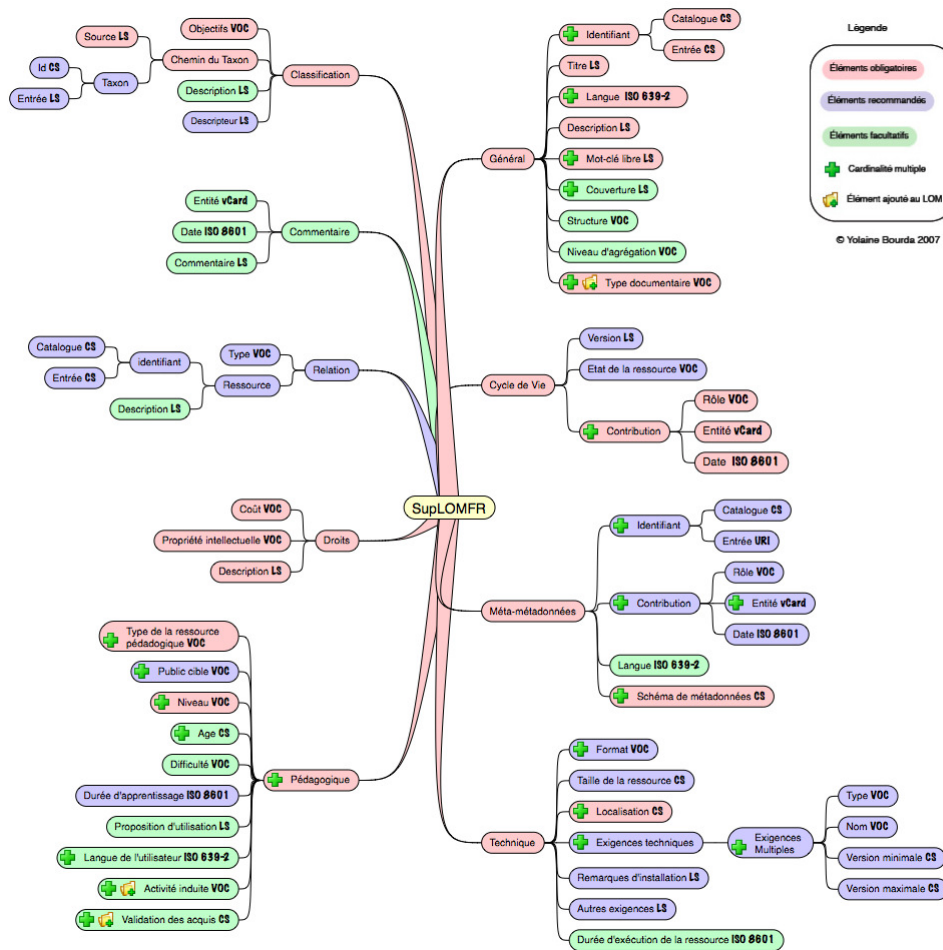 Légende
Éléments obligatoires
Éléments recommandés
Éléments facultatifs
Cardinalité multiple
Élément ajouté au LOM
© Yolaine Bourda 2007
SupLOMFR
Classification
Objectifs VOC
Chemin du Taxon
Source LS
Taxon
Id CS
Entrée LS
Description LS
Descripteur LS
Commentaire
Entité vCard
Date ISO 8601
Commentaire LS
Relation
Type VOC
Ressource
identifiant
Catalogue CS
Entrée CS
Description LS
Droits
Coût VOC
Propriété intellectuelle VOC
Description LS
Pédagogique
Type de la ressource
pédadogique VOC
Public cible VOC
Niveau VOC
Age CS
Difficulté VOC
Durée d'apprentissage ISO 8601
Proposition d'utilisation LS
Langue de l'utilisateur ISO 639-2
Activité induite VOC
Validation des acquis CS
Général
Identifiant
Catalogue CS
Entrée CS
Titre LS
Langue ISO 639-2
Description LS
Mot-clé libre LS
Couverture LS
Structure VOC
Niveau d'agrégation VOC
Type documentaire VOC
Cycle de Vie
Version LS
Etat de la ressource VOC
Contribution
Rôle VOC
Entité vCard
Date ISO 8601
Méta-métadonnées
Identifiant
Catalogue CS
Entrée URI
Contribution
Rôle VOC
Entité vCard
Date ISO 8601
Langue ISO 639-2
Schéma de métadonnées CS
Technique
Format VOC
Taille de la ressource CS
Localisation CS
Exigences techniques
Exigences
Multiples
Type VOC
Nom VOC
Version minimale CS
Version maximale CS
Remarques d'installation LS
Autres exigences LS
Durée d'exécution de la ressource ISO 8601